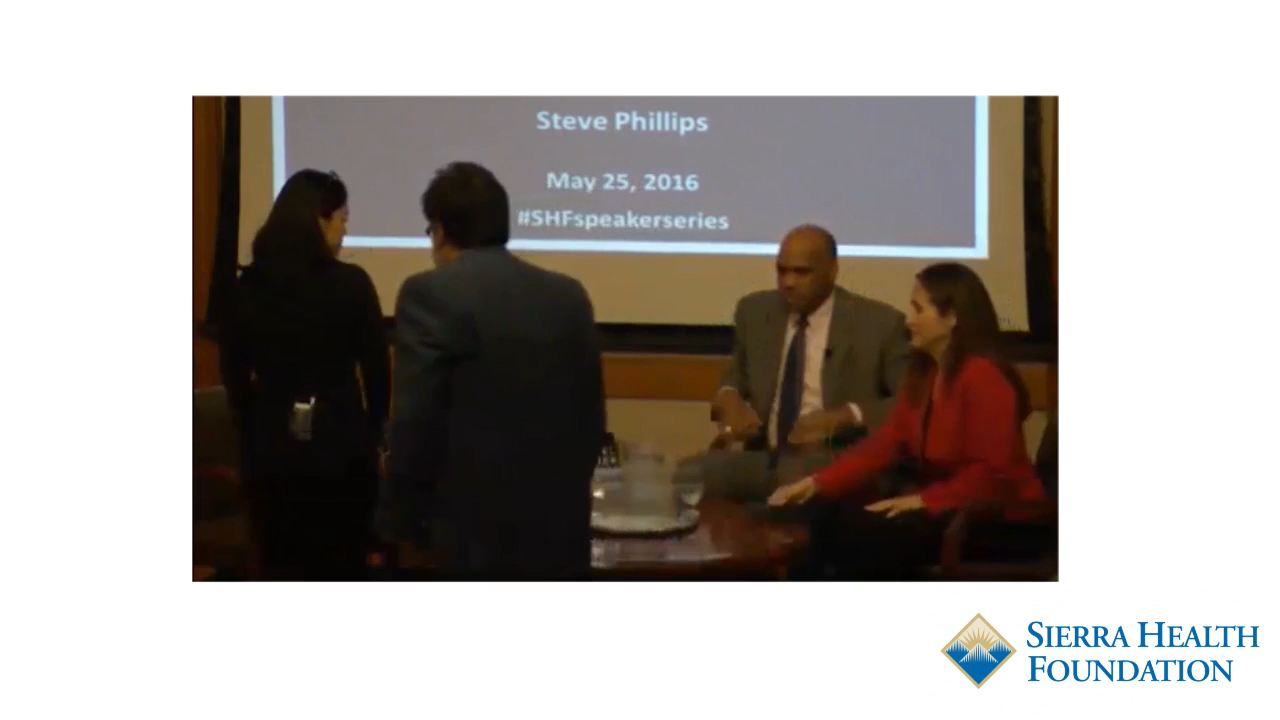 Steve Phillips
May 25, 2016
#SHFspeakerseries
SIERRA HEALTH
FOUNDATION